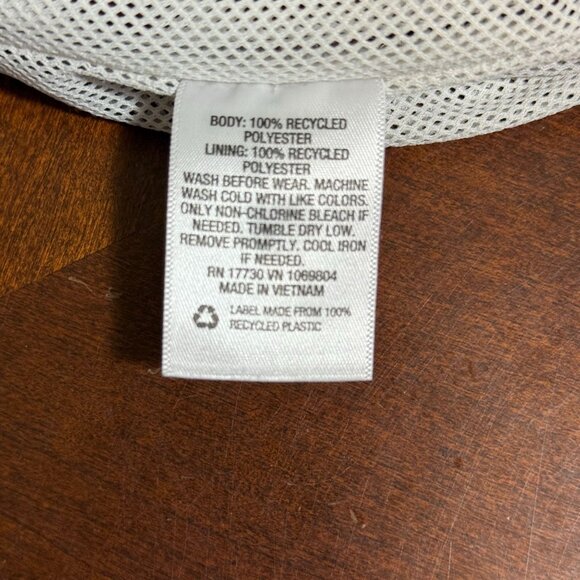 BODY: 100% RECYCLED
POLYESTER
LINING: 100% RECYCLED
POLYESTER
WASH BEFORE WEAR. MACHINE
WASH COLD WITH LIKE COLORS.
ONLY NON-CHLORINE BLEACH IF
NEEDED. TUMBLE DRY LOW.
REMOVE PROMPTLY. COOL IRON
IF NEEDED.
RN 17730 VN 1069804
MADE IN VIETNAM
LABEL MADE FROM 100%
RECYCLED PLASTIC